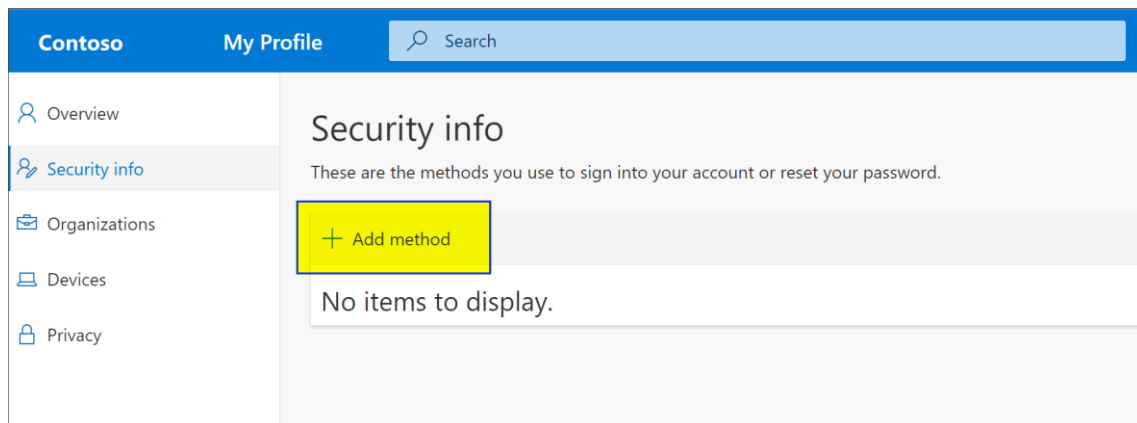 Contoso My Profile Search
Overview
Security info
Organizations
Devices
Privacy
Security info
These are the methods you use to sign into your account or reset your password.
+ Add method
No items to display.